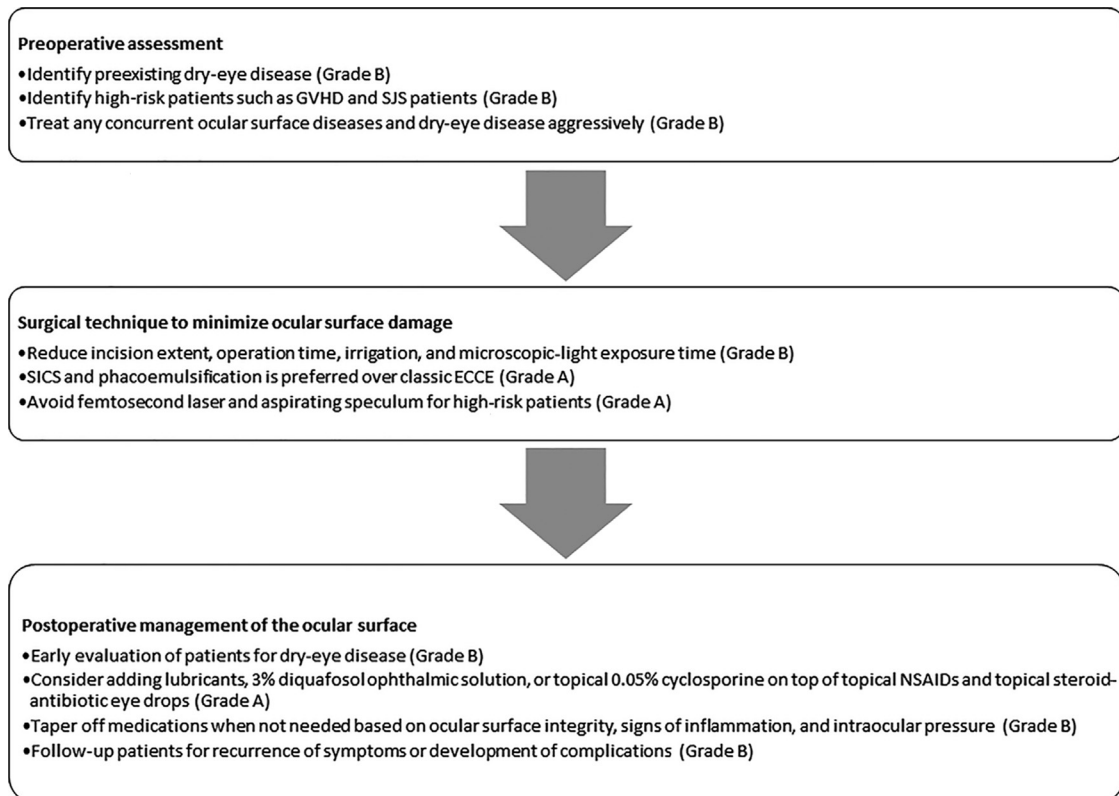 Preoperative assessment
•Identify preexisting dry-eye disease (Grade B)
•Identify high-risk patients such as GVHD and SJS patients (Grade B)
•Treat any concurrent ocular surface diseases and dry-eye disease aggressively (Grade B)
Surgical technique to minimize ocular surface damage
•Reduce incision extent, operation time, irrigation, and microscopic-light exposure time (Grade B)
•SICS and phacoemulsification is preferred over classic ECCE (Grade A)
•Avoid femtosecond laser and aspirating speculum for high-risk patients (Grade A)
Postoperative management of the ocular surface
•Early evaluation of patients for dry-eye disease (Grade B)
•Consider adding lubricants, 3% diquafosol ophthalmic solution, or topical 0.05% cyclosporine on top of topical NSAIDs and topical steroid-
antibiotic eye drops (Grade A)
•Taper off medications when not needed based on ocular surface integrity, signs of inflammation, and intraocular pressure (Grade B)
•Follow-up patients for recurrence of symptoms or development of complications (Grade B)